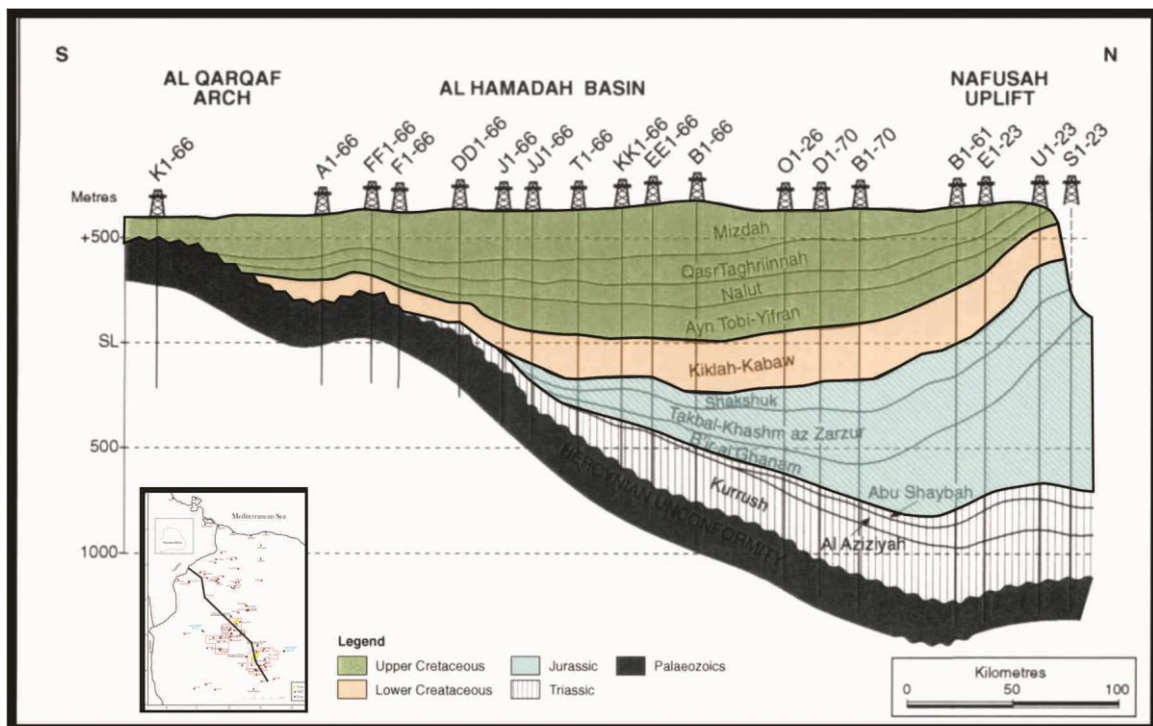 S
N
AL QARQAF
ARCH
AL HAMADAH BASIN
NAFUSAH
UPLIFT
K1-66
A1-66
FF1-66
F1-66
DD1-66
J1-66
JJ1-66
T1-66
KK1-66
EE1-66
B1-66
O1-26
D1-70
B1-70
B1-61
E1-23
U1-23
S1-23
Metres
+500
SL
500
1000
Mizdah
QasrTaghriinnah
Nalut
Ayn Tobi-Yifran
Kiklah-Kabaw
Shakshuk
Takbal-Khashm az Zarzur
B'ir al Ghanam
Kurrush
Abu Shaybah
Al Aziziyah
HERCYNIAN UNCONFORMITY
Mediterranean Sea
Legend
Upper Cretaceous
Jurassic
Palaeozoics
Lower Creataceous
Triassic
Kilometres
0 50 100